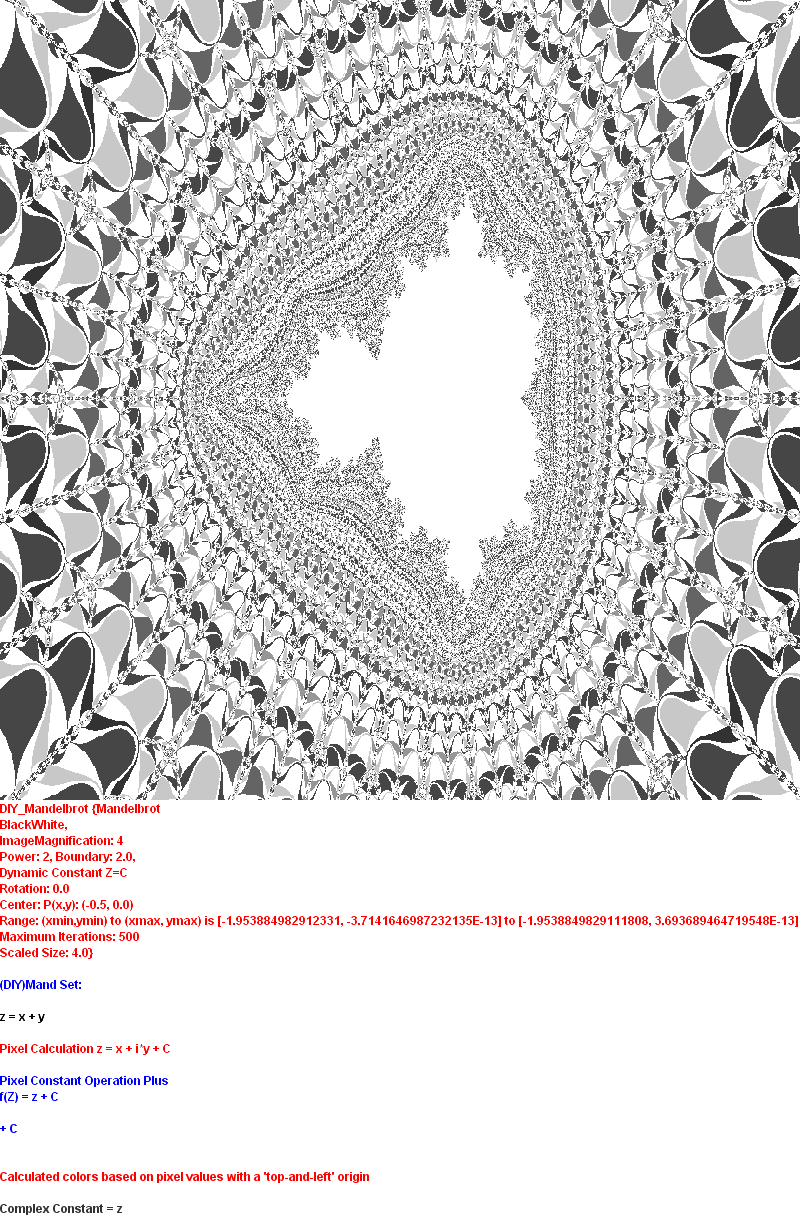 DIY_Mandelbrot {Mandelbrot
BlackWhite,
ImageMagnification: 4
Power: 2, Boundary: 2.0,
Dynamic Constant Z=C
Rotation: 0.0
Center: P(x,y): (-0.5, 0.0)
Range: (xmin,ymin) to (xmax, ymax) is [-1.953884982912331, -3.7141646987232135E-13] to [-1.9538849829111808, 3.693689464719548E-13]
Maximum Iterations: 500
Scaled Size: 4.0}
(DIY)Mand Set:
z = x + y
Pixel Calculation z = x + i*y + C
Pixel Constant Operation Plus
f(Z) = z + C
+ C
Calculated colors based on pixel values with a 'top-and-left' origin
Complex Constant = z